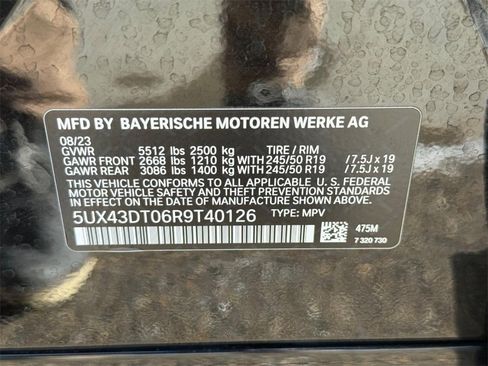 MFD BY BAYERISCHE MOTOREN WERKE AG
08/23
GVWR 5512 lbs 2500 kg TIRE / RIM
GAWR FRONT 2668 lbs 1210 kg WITH 245/50 R19 / 7.5J x 19
GAWR REAR 3086 lbs 1400 kg WITH 245/50 R19 / 7.5J x 19
THIS VEHICLE CONFORMS TO ALL APPLICABLE U.S. FEDERAL
MOTOR VEHICLE SAFETY AND THEFT PREVENTION STANDARDS
IN EFFECT ON THE DATE OF MANUFACTURE SHOWN ABOVE.
5UX43DT06R9T40126 TYPE: MPV
475M
7 320 730